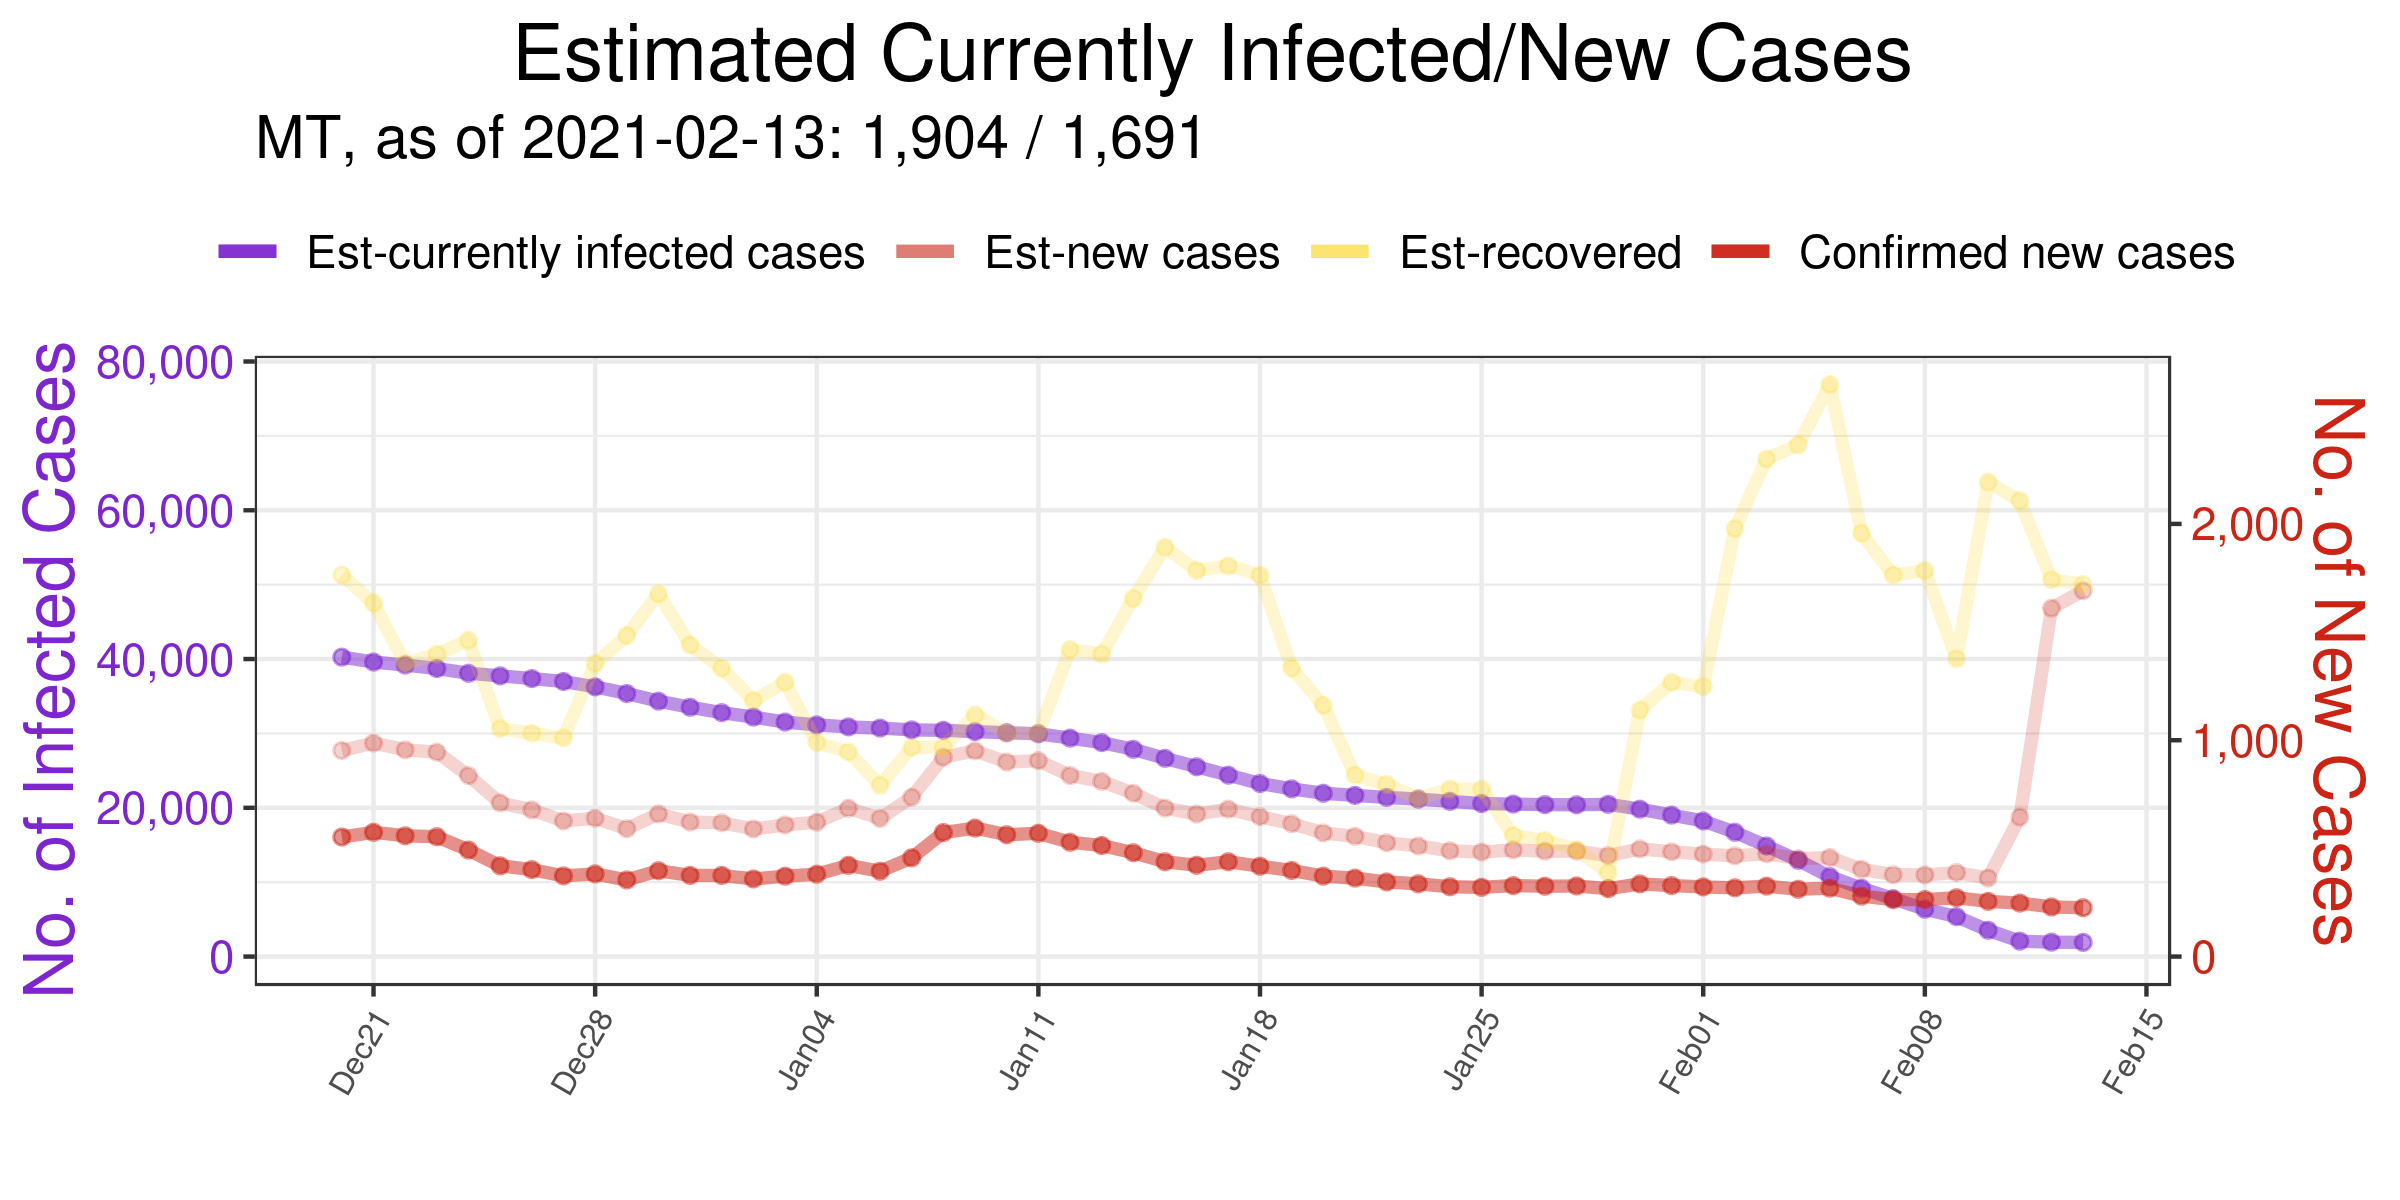 Estimated Currently Infected/New Cases
MT, as of 2021-02-13: 1,904 / 1,691
Est-currently infected cases Est-new cases Est-recovered Confirmed new cases
No. of Infected Cases
80,000
60,000
40,000
20,000
0
2,000
1,000
0
No. of New Cases
Dec21 Dec28 Jan04 Jan11 Jan18 Jan25 Feb01 Feb08 Feb15